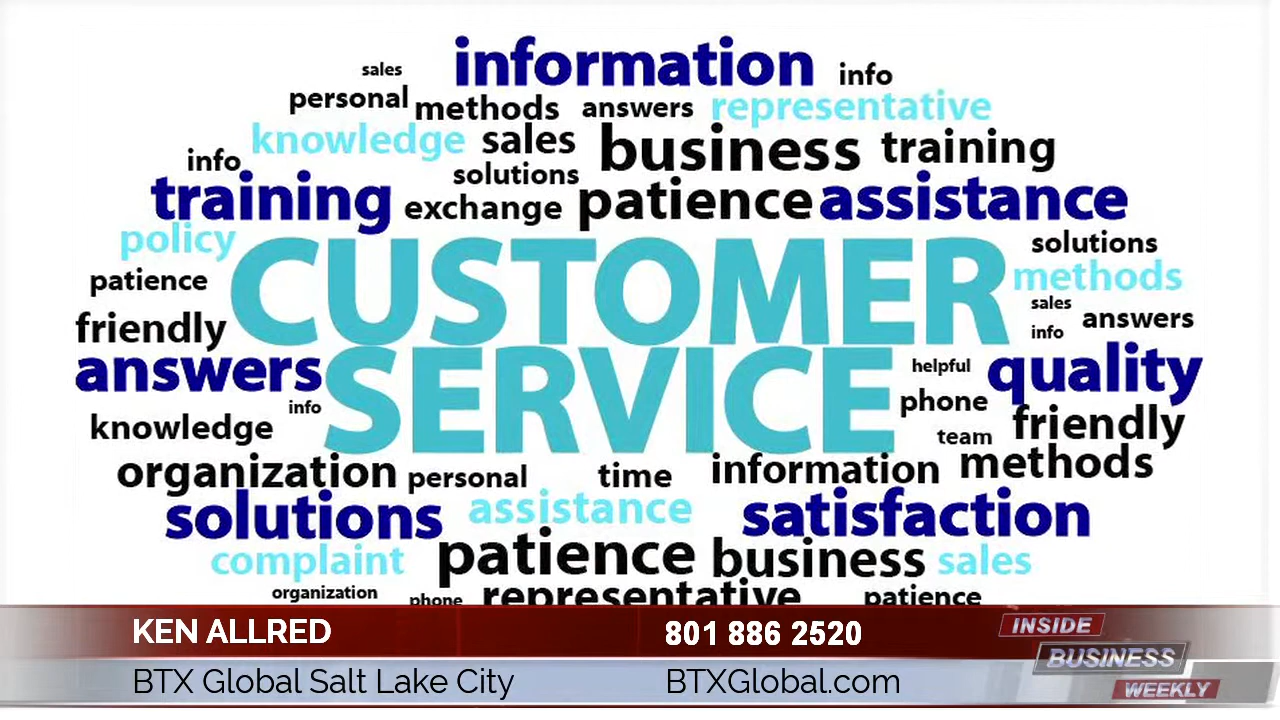 information
sales
info
personal methods answers representative
knowledge sales business training
info
solutions
training exchange patience assistance
policy
CUSTOMER
solutions
methods
patience
sales
friendly
info
answers
answers
SERVICE
helpful
quality
info
phone
knowledge
team
friendly
organization personal time information methods
solutions assistance satisfaction
complaint patience business sales
organization phone representative patience
KEN ALLRED
801 886 2520
BTX Global Salt Lake City
BTXGlobal.com
INSIDE
BUSINESS
WEEKLY